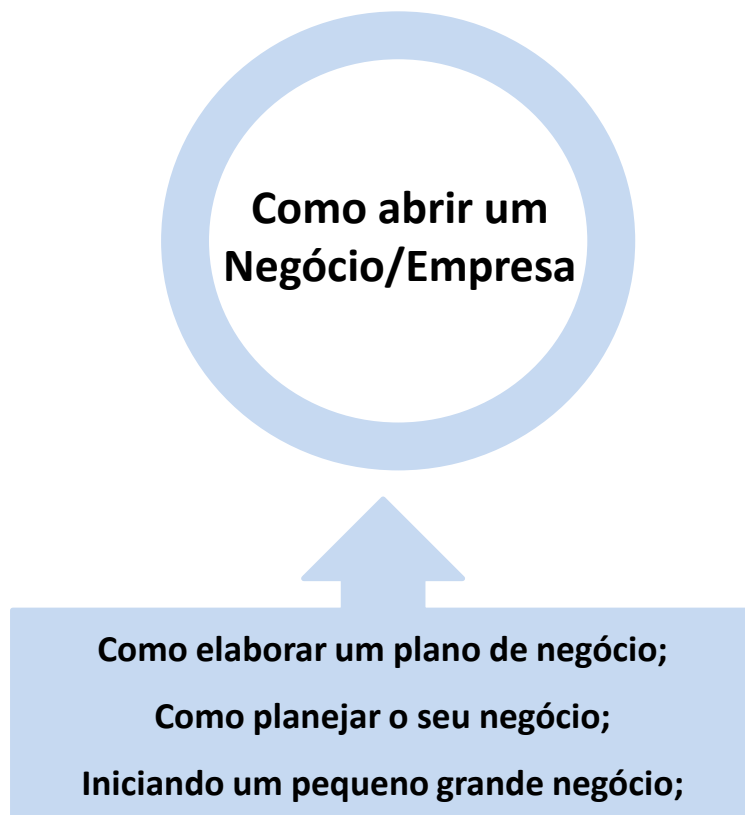 Como abrir um
Negócio/Empresa
Como elaborar um plano de negócio;
Como planejar o seu negócio;
Iniciando um pequeno grande negócio;